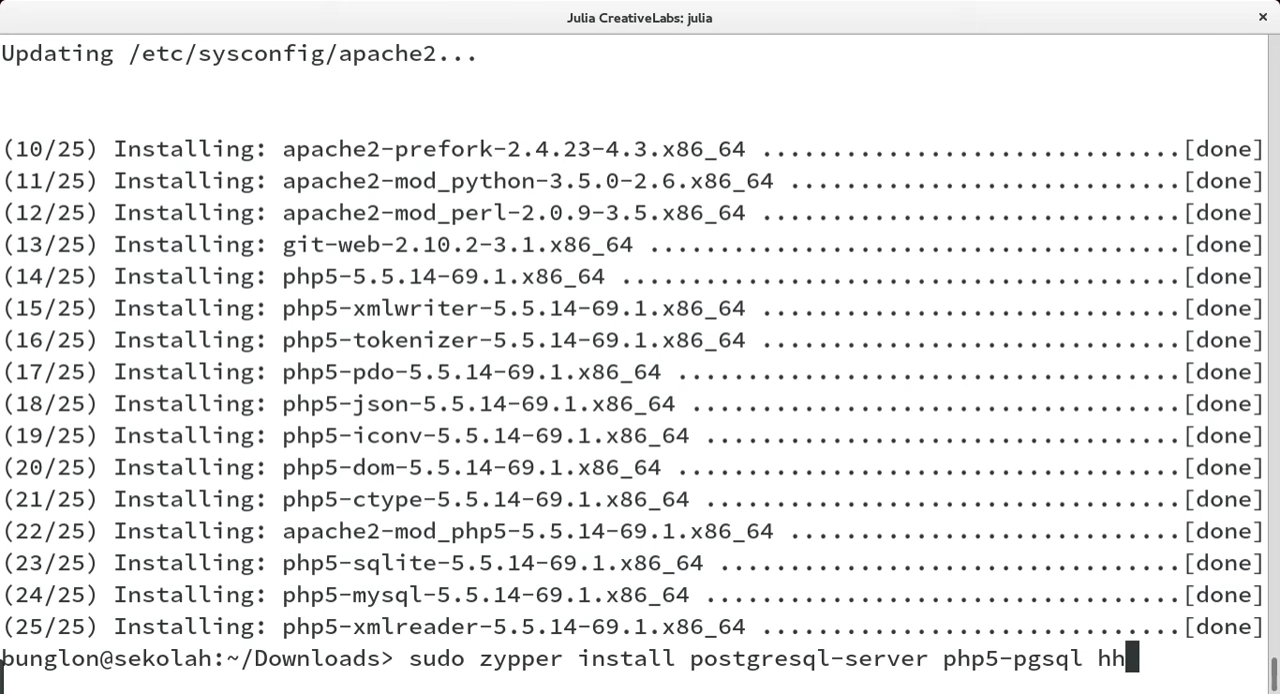 Julia CreativeLabs: julia
Updating /etc/sysconfig/apache2...
(10/25) Installing: apache2-prefork-2.4.23-4.3.x86_64 ..............................[done]
(11/25) Installing: apache2-mod_python-3.5.0-2.6.x86_64 ............................[done]
(12/25) Installing: apache2-mod_perl-2.0.9-3.5.x86_64 ..............................[done]
(13/25) Installing: git-web-2.10.2-3.1.x86_64 ......................................[done]
(14/25) Installing: php5-5.5.14-69.1.x86_64 ........................................[done]
(15/25) Installing: php5-xmlwriter-5.5.14-69.1.x86_64 ..............................[done]
(16/25) Installing: php5-tokenizer-5.5.14-69.1.x86_64 ..............................[done]
(17/25) Installing: php5-pdo-5.5.14-69.1.x86_64 ....................................[done]
(18/25) Installing: php5-json-5.5.14-69.1.x86_64 ...................................[done]
(19/25) Installing: php5-iconv-5.5.14-69.1.x86_64 ..................................[done]
(20/25) Installing: php5-dom-5.5.14-69.1.x86_64 ....................................[done]
(21/25) Installing: php5-ctype-5.5.14-69.1.x86_64 ..................................[done]
(22/25) Installing: apache2-mod_php5-5.5.14-69.1.x86_64 ............................[done]
(23/25) Installing: php5-sqlite-5.5.14-69.1.x86_64 .................................[done]
(24/25) Installing: php5-mysql-5.5.14-69.1.x86_64 ..................................[done]
(25/25) Installing: php5-xmlreader-5.5.14-69.1.x86_64 ..............................[done]
bunglon@sekolah:~/Downloads> sudo zypper install postgresql-server php5-pgsql hh